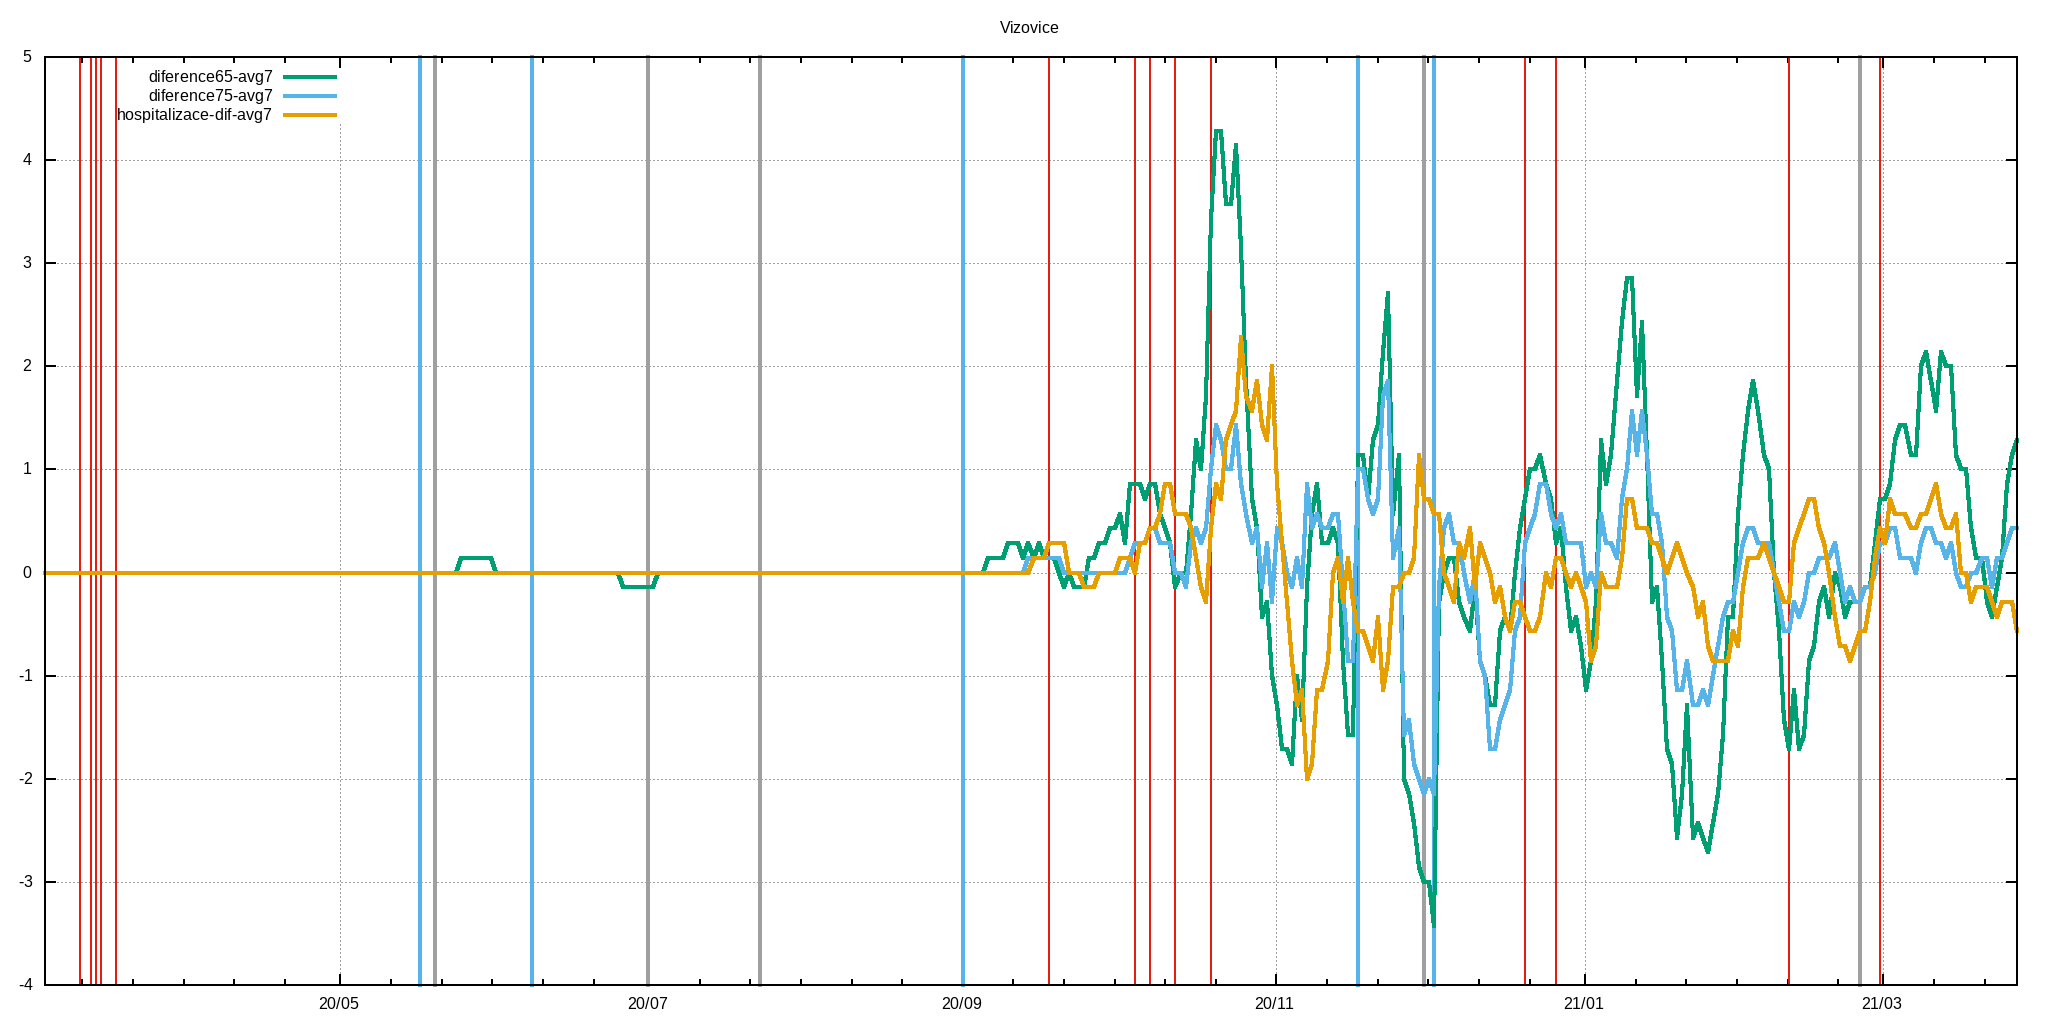 Vizovice
diference65-avg7
diference75-avg7
hospitalizace-dif-avg7
5
4
3
2
1
0
-1
-2
-3
-4
20/05 20/07 20/09 20/11 21/01 21/03